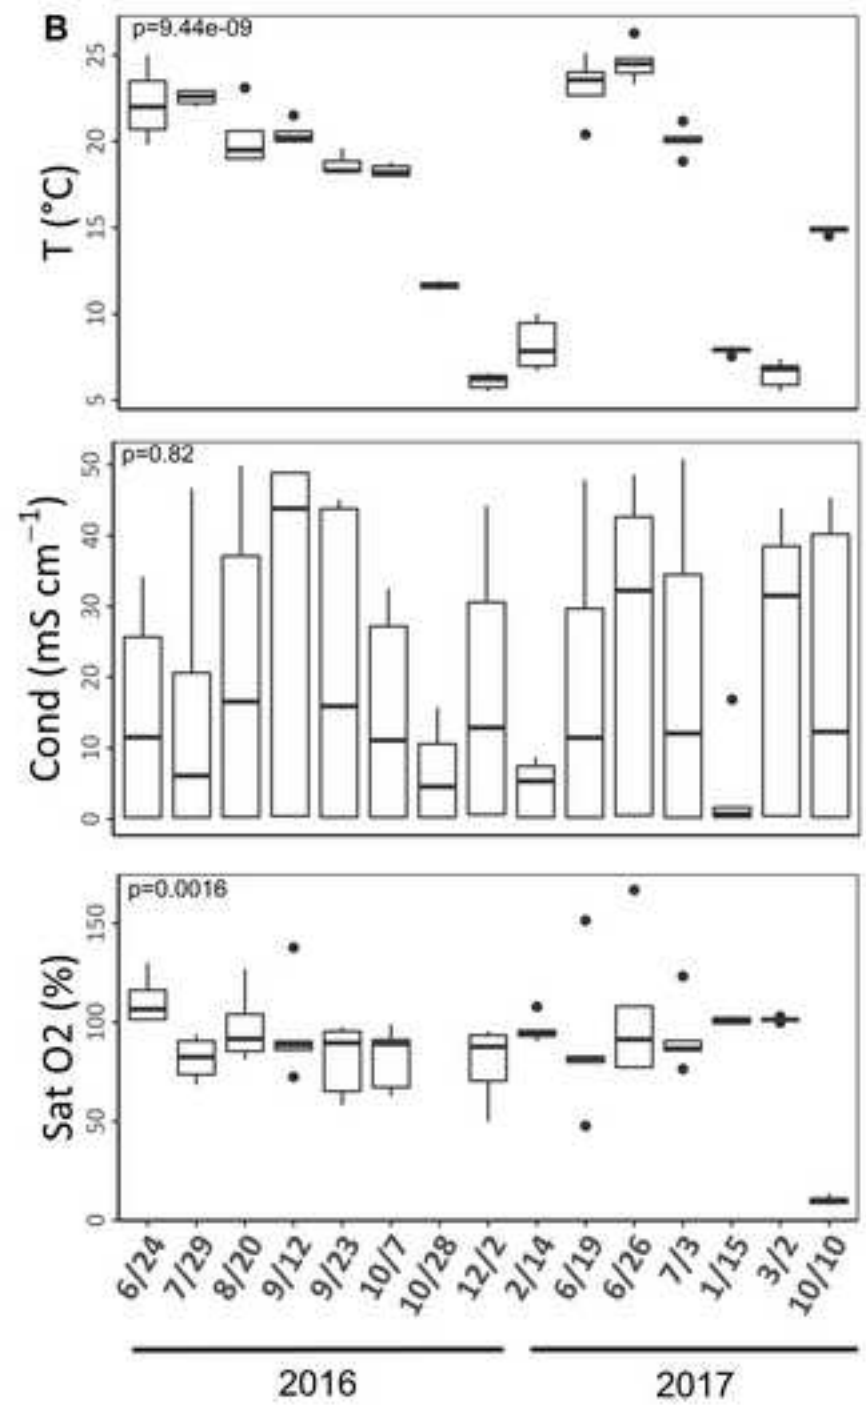 B
p=9.44e-09
T (°C)
25
20
15
10
5
p=0.82
Cond (mS cm⁻¹)
50
40
30
20
10
0
p=0.0016
Sat O2 (%)
150
100
50
0
6/24 7/29 8/20 9/12 9/23 10/7 10/28 12/2 2/14 6/19 6/26 7/3 1/15 3/2 10/10
2016 2017